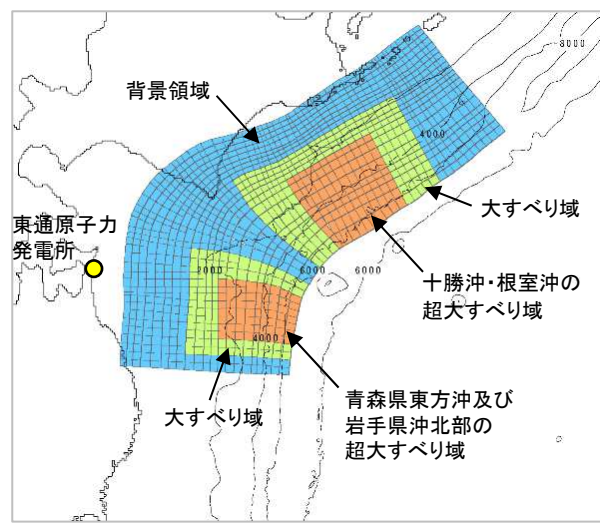 8000
背景領域
4000
大すべり域
東通原子力
発電所
2000
6000
6000
十勝沖・根室沖の
超大すべり域
4000
大すべり域
青森県東方沖及び
岩手県沖北部の
超大すべり域